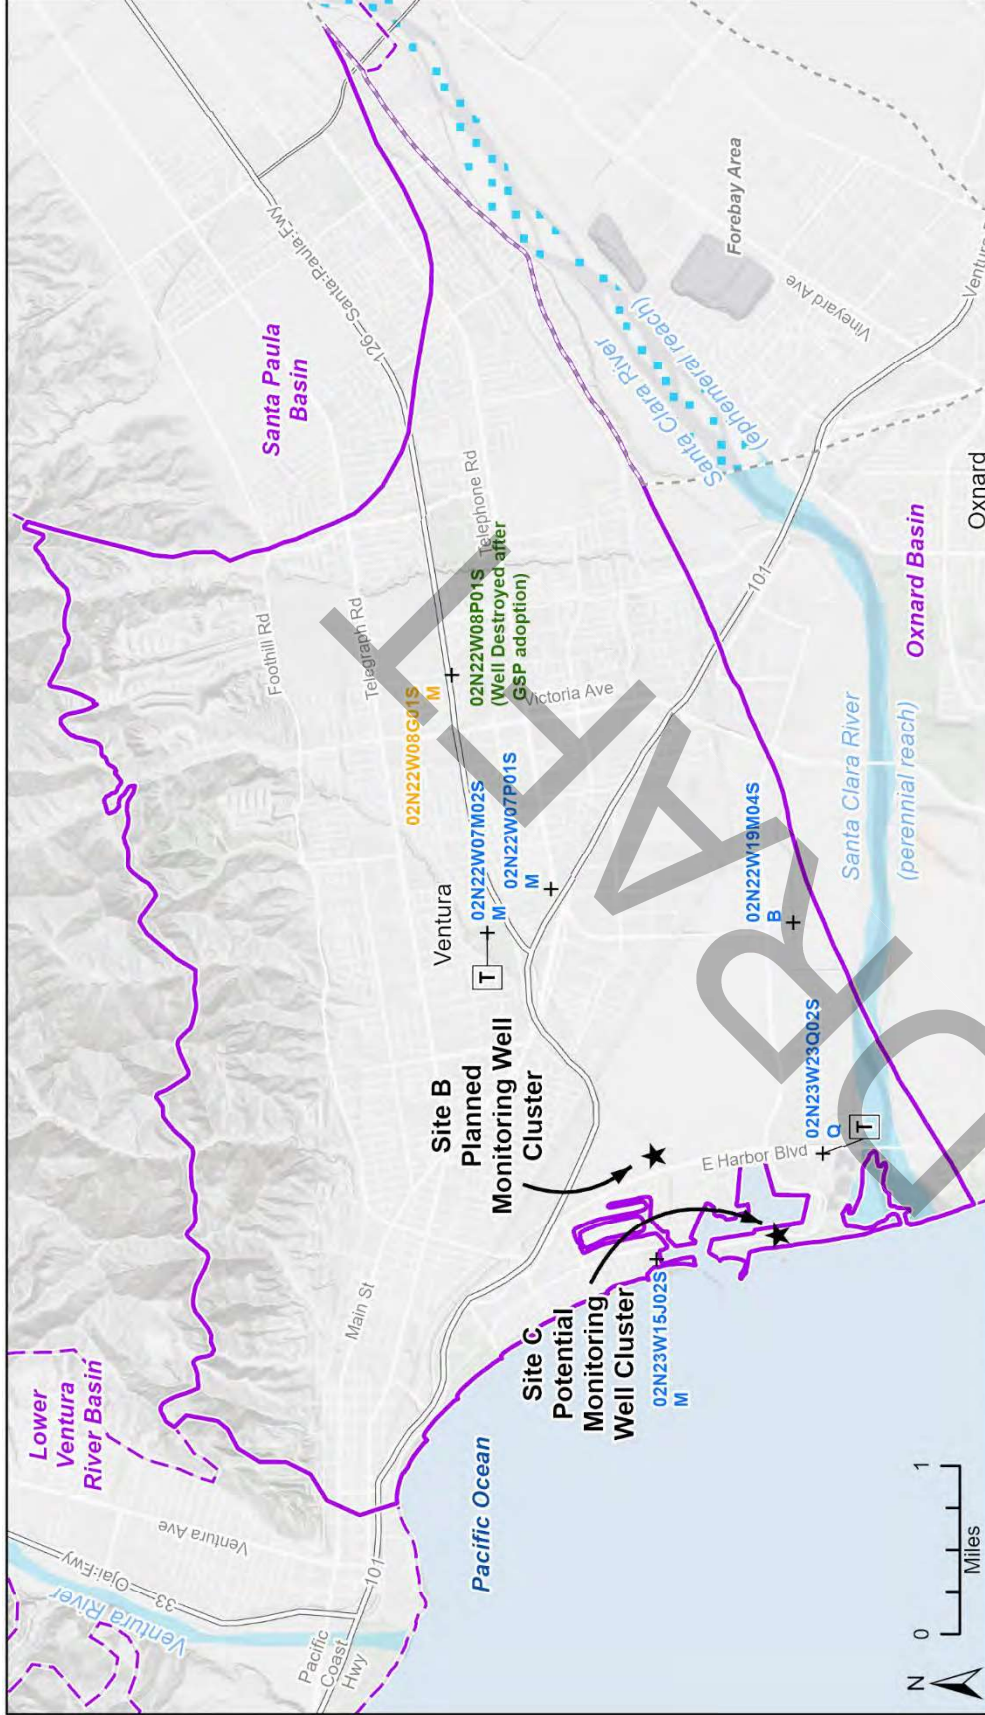 Lower
Ventura
River Basin
Ventura River
33
Ojai-Fwy
Ventura Ave
Pacific
Coast
Hwy
101
Main St
Pacific Ocean
Santa Paula
Basin
126
Santa-Paula-Fwy
Foothill Rd
Telegraph Rd
Telephone Rd
Victoria Ave
Ventura
02N22W08G01S
M
02N22W08P01S
(Well Destroyed after
GSP adoption)
02N22W07M02S
M
T
02N22W07P01S
M
Site B
Planned
Monitoring Well
Cluster
Site C
Potential
Monitoring
Well Cluster
02N23W15J02S
M
E Harbor Blvd
02N23W23Q02S
Q
T
02N22W19M04S
B
101
Santa Clara River
(perennial reach)
Santa Clara River
(ephemeral reach)
Forebay Area
Vineyard Ave
Oxnard Basin
Oxnard
DRAFT
N
0
1
Miles